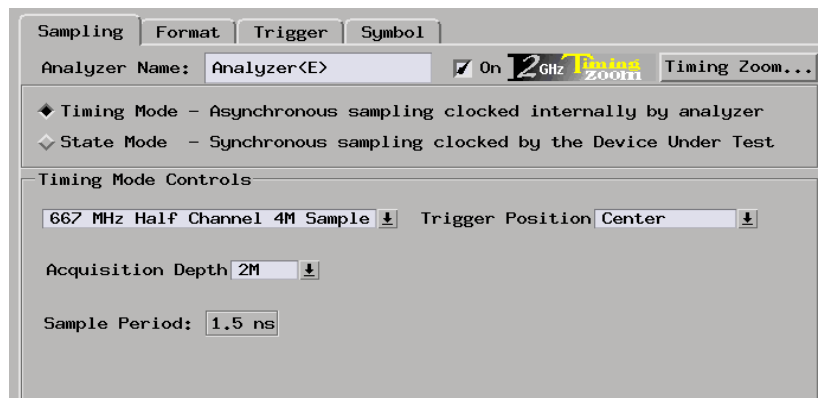 Sampling Format Trigger Symbol
Analyzer Name: Analyzer<E> On 2GHz Timing Zoom Timing Zoom...
Timing Mode - Asynchronous sampling clocked internally by analyzer
State Mode - Synchronous sampling clocked by the Device Under Test
Timing Mode Controls
667 MHz Half Channel 4M Sample Trigger Position Center
Acquisition Depth 2M
Sample Period: 1.5 ns